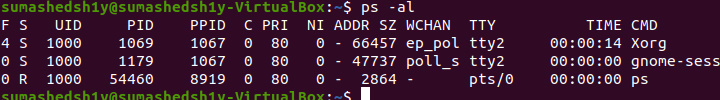 sumashedsh1y@sumashedsh1y-VirtualBox:~$ ps -al
F S   UID     PID    PPID  C PRI  NI ADDR SZ WCHAN  TTY          TIME CMD
4 S  1000    1069    1067  0  80   0 - 66457 ep_pol tty2     00:00:14 Xorg
0 S  1000    1179    1067  0  80   0 - 47737 poll_s tty2     00:00:00 gnome-sess
0 R  1000   54460    8919  0  80   0 -  2864 -      pts/0    00:00:00 ps
sumashedsh1y@sumashedsh1y-VirtualBox:~$